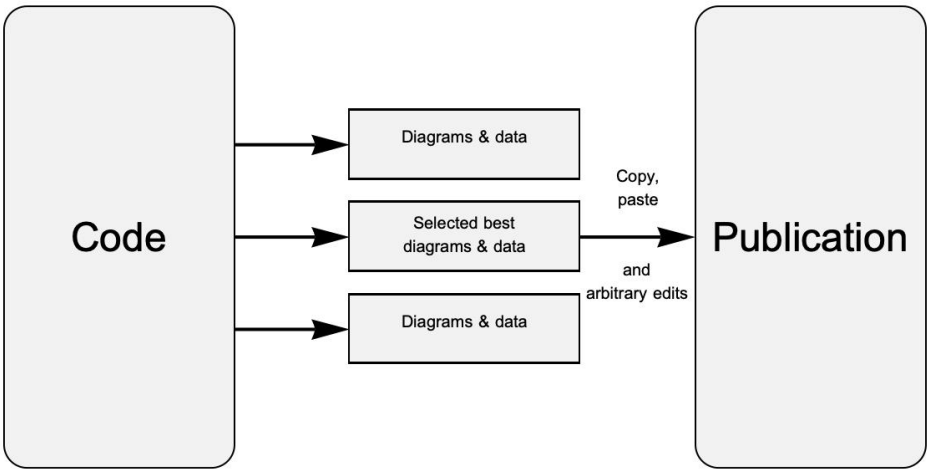 Code
Diagrams & data
Selected best
diagrams & data
Diagrams & data
Copy,
paste
and
arbitrary edits
Publication